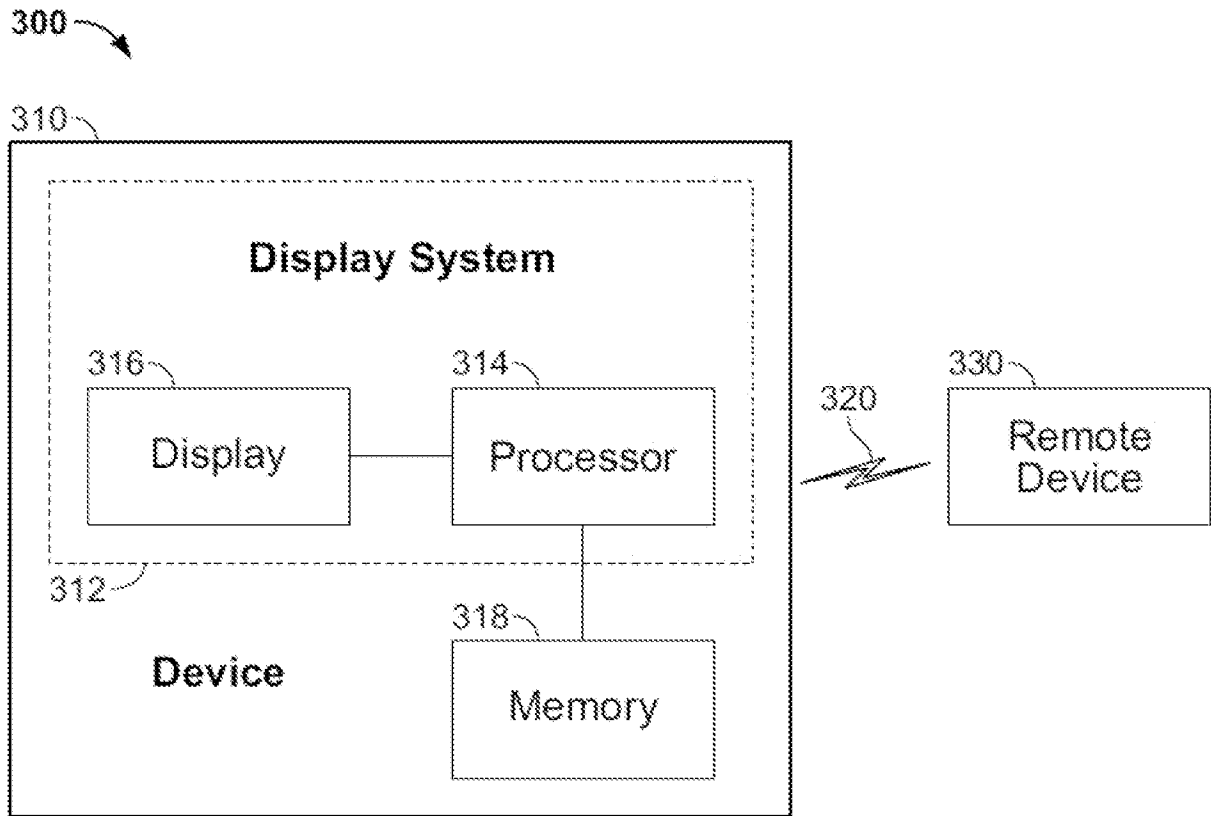 300
310
Display System
316
314
330
320
Display
Processor
Remote
Device
312
318
Device
Memory